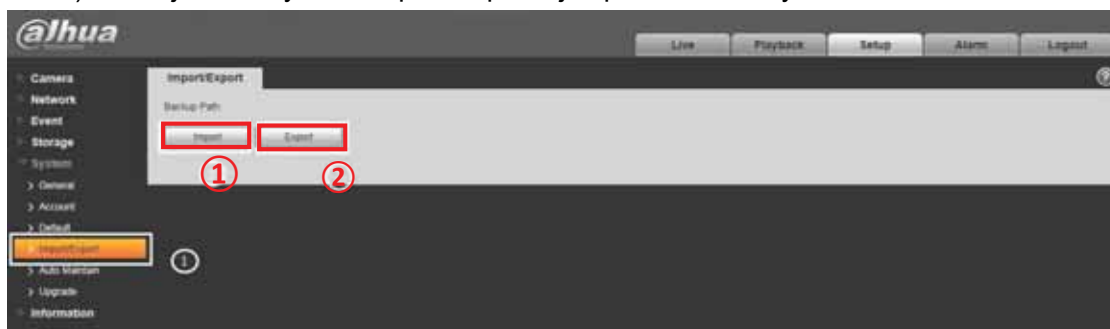 alhua
Live Playback Setup Alarm Logout
Camera
Network
Event
Storage
System
> General
> Account
> Default
> Import/Export
> Auto Maintain
> Upgrade
Information
Import/Export
Backup Path
Import Export
① ②
①